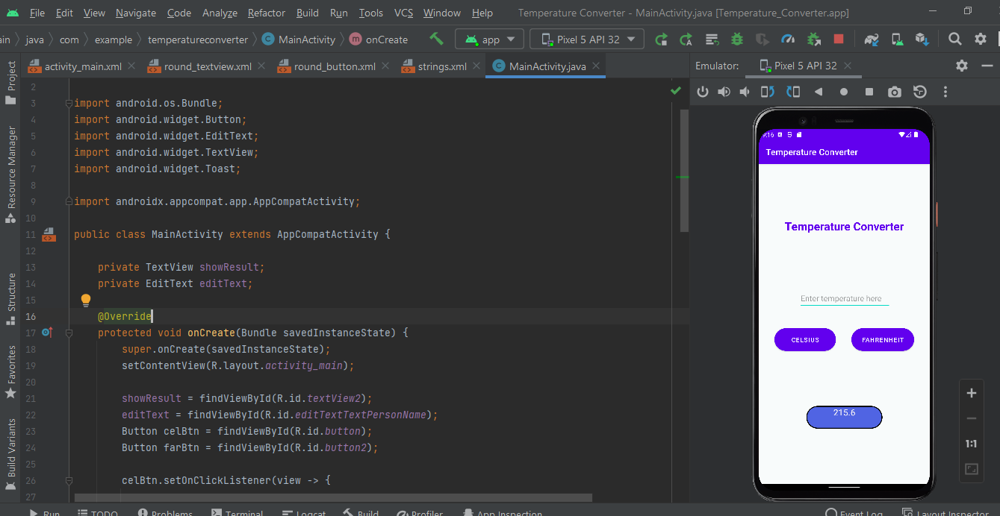 File Edit View Navigate Code Analyze Refactor Build Run Tools VCS Window Help Temperature Converter - MainActivity.java [Temperature_Converter.app]
java com example temperatureconverter MainActivity onCreate app Pixel 5 API 32
activity_main.xml round_textview.xml round_button.xml strings.xml MainActivity.java Emulator: Pixel 5 API 32
Project
Resource Manager
Structure
Favorites
Build Variants
2
3 import android.os.Bundle;
4 import android.widget.Button;
5 import android.widget.EditText;
6 import android.widget.TextView;
7 import android.widget.Toast;
8
9 import androidx.appcompat.app.AppCompatActivity;
10
11 public class MainActivity extends AppCompatActivity {
12
13 private TextView showResult;
14 private EditText editText;
15
16 @Override
17 protected void onCreate(Bundle savedInstanceState) {
18 super.onCreate(savedInstanceState);
19 setContentView(R.layout.activity_main);
20
21 showResult = findViewById(R.id.textView2);
22 editText = findViewById(R.id.editTextTextPersonName);
23 Button celBtn = findViewById(R.id.button);
24 Button farBtn = findViewById(R.id.button2);
25
26 celBtn.setOnClickListener(view -> {
27
9:16
Temperature Converter
Temperature Converter
Enter temperature here
CELSIUS FAHRENHEIT
215.6
1:1
Run TODO Problems Terminal Logcat Build Profiler App Inspection Event Log Layout Inspector